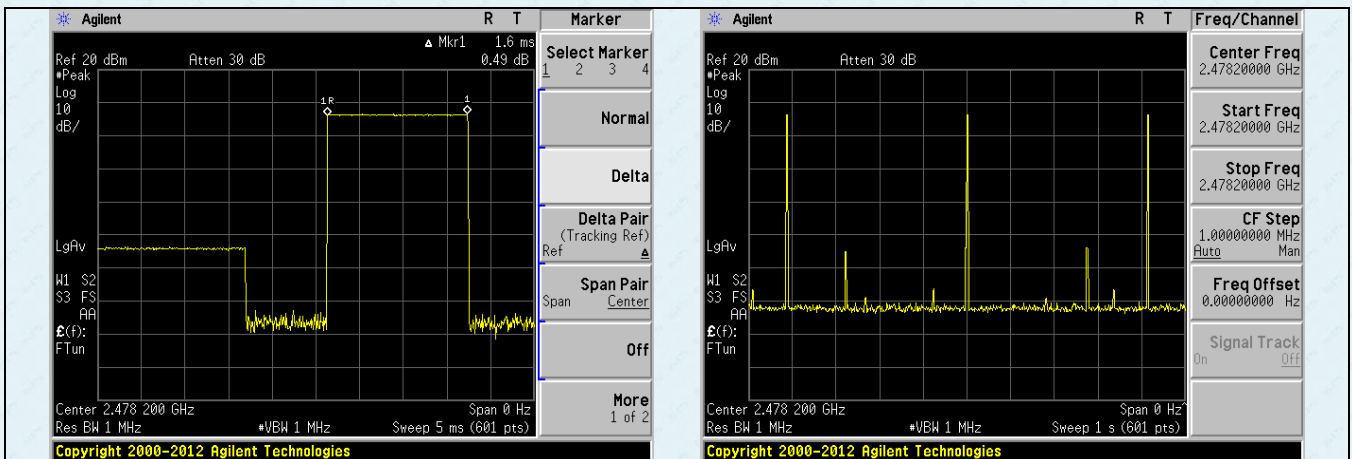 Agilent R T Marker
Δ Mkr1 1.6 ms
Ref 20 dBm Atten 30 dB 0.49 dB
#Peak
Log
10
dB/
1R
1
LgAv
W1 S2
S3 FS
AA
£(f):
FTun
Center 2.478 200 GHz Span 0 Hz
Res BW 1 MHz #VBW 1 MHz Sweep 5 ms (601 pts)
Copyright 2000-2012 Agilent Technologies
Select Marker
1 2 3 4
Normal
Delta
Delta Pair
(Tracking Ref)
Ref Δ
Span Pair
Span Center
Off
More
1 of 2
Agilent R T Freq/Channel
Ref 20 dBm Atten 30 dB
#Peak
Log
10
dB/
LgAv
W1 S2
S3 FS
AA
£(f):
FTun
Center 2.478 200 GHz Span 0 Hz^
Res BW 1 MHz #VBW 1 MHz Sweep 1 s (601 pts)
Copyright 2000-2012 Agilent Technologies
Center Freq
2.47820000 GHz
Start Freq
2.47820000 GHz
Stop Freq
2.47820000 GHz
CF Step
1.00000000 MHz
Auto Man
Freq Offset
0.00000000 Hz
Signal Track
On Off